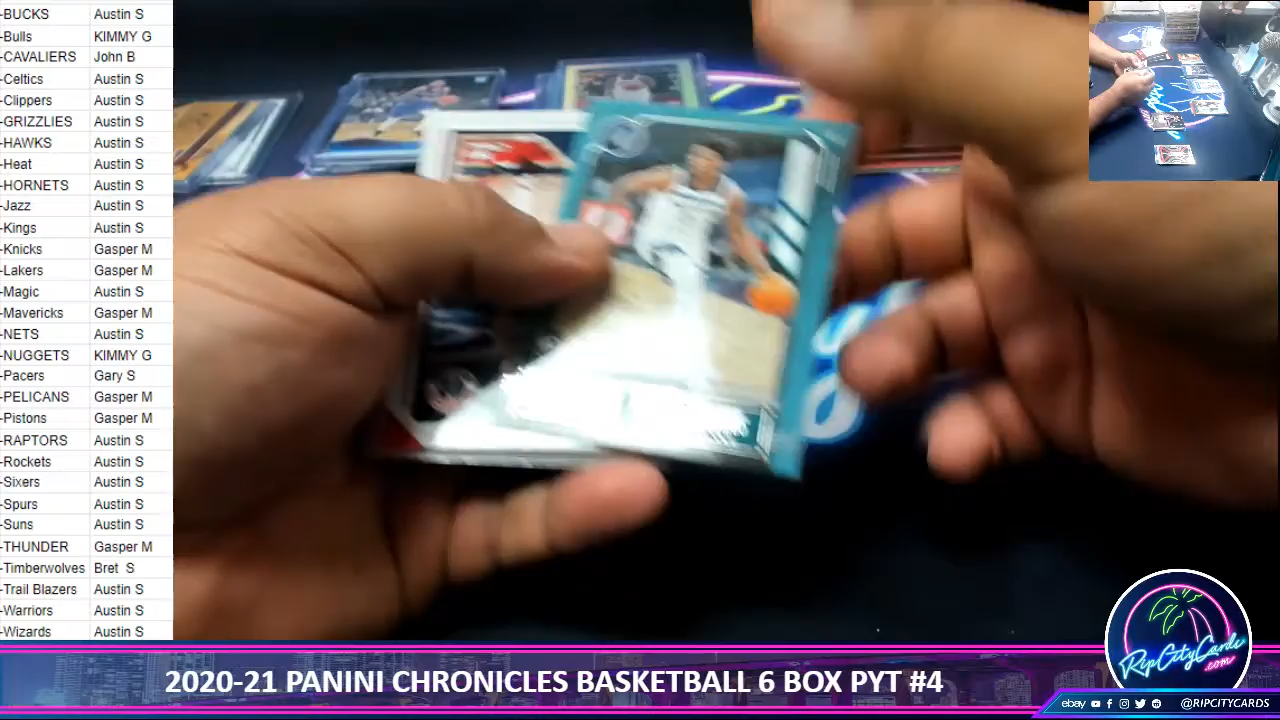 -BUCKS Austin S
-Bulls KIMMY G
-CAVALIERS John B
-Celtics Austin S
-Clippers Austin S
-GRIZZLIES Austin S
-HAWKS Austin S
-Heat Austin S
-HORNETS Austin S
-Jazz Austin S
-Kings Austin S
-Knicks Gasper M
-Lakers Gasper M
-Magic Austin S
-Mavericks Gasper M
-NETS Austin S
-NUGGETS KIMMY G
-Pacers Gary S
-PELICANS Gasper M
-Pistons Gasper M
-RAPTORS Austin S
-Rockets Austin S
-Sixers Austin S
-Spurs Austin S
-Suns Austin S
-THUNDER Gasper M
-Timberwolves Bret S
-Trail Blazers Austin S
-Warriors Austin S
-Wizards Austin S
2020-21 PANINI CHRONICLES BASKETBALL 6 BOX PYT #4
RipCityCards
.com
ebay @RIPCITYCARDS